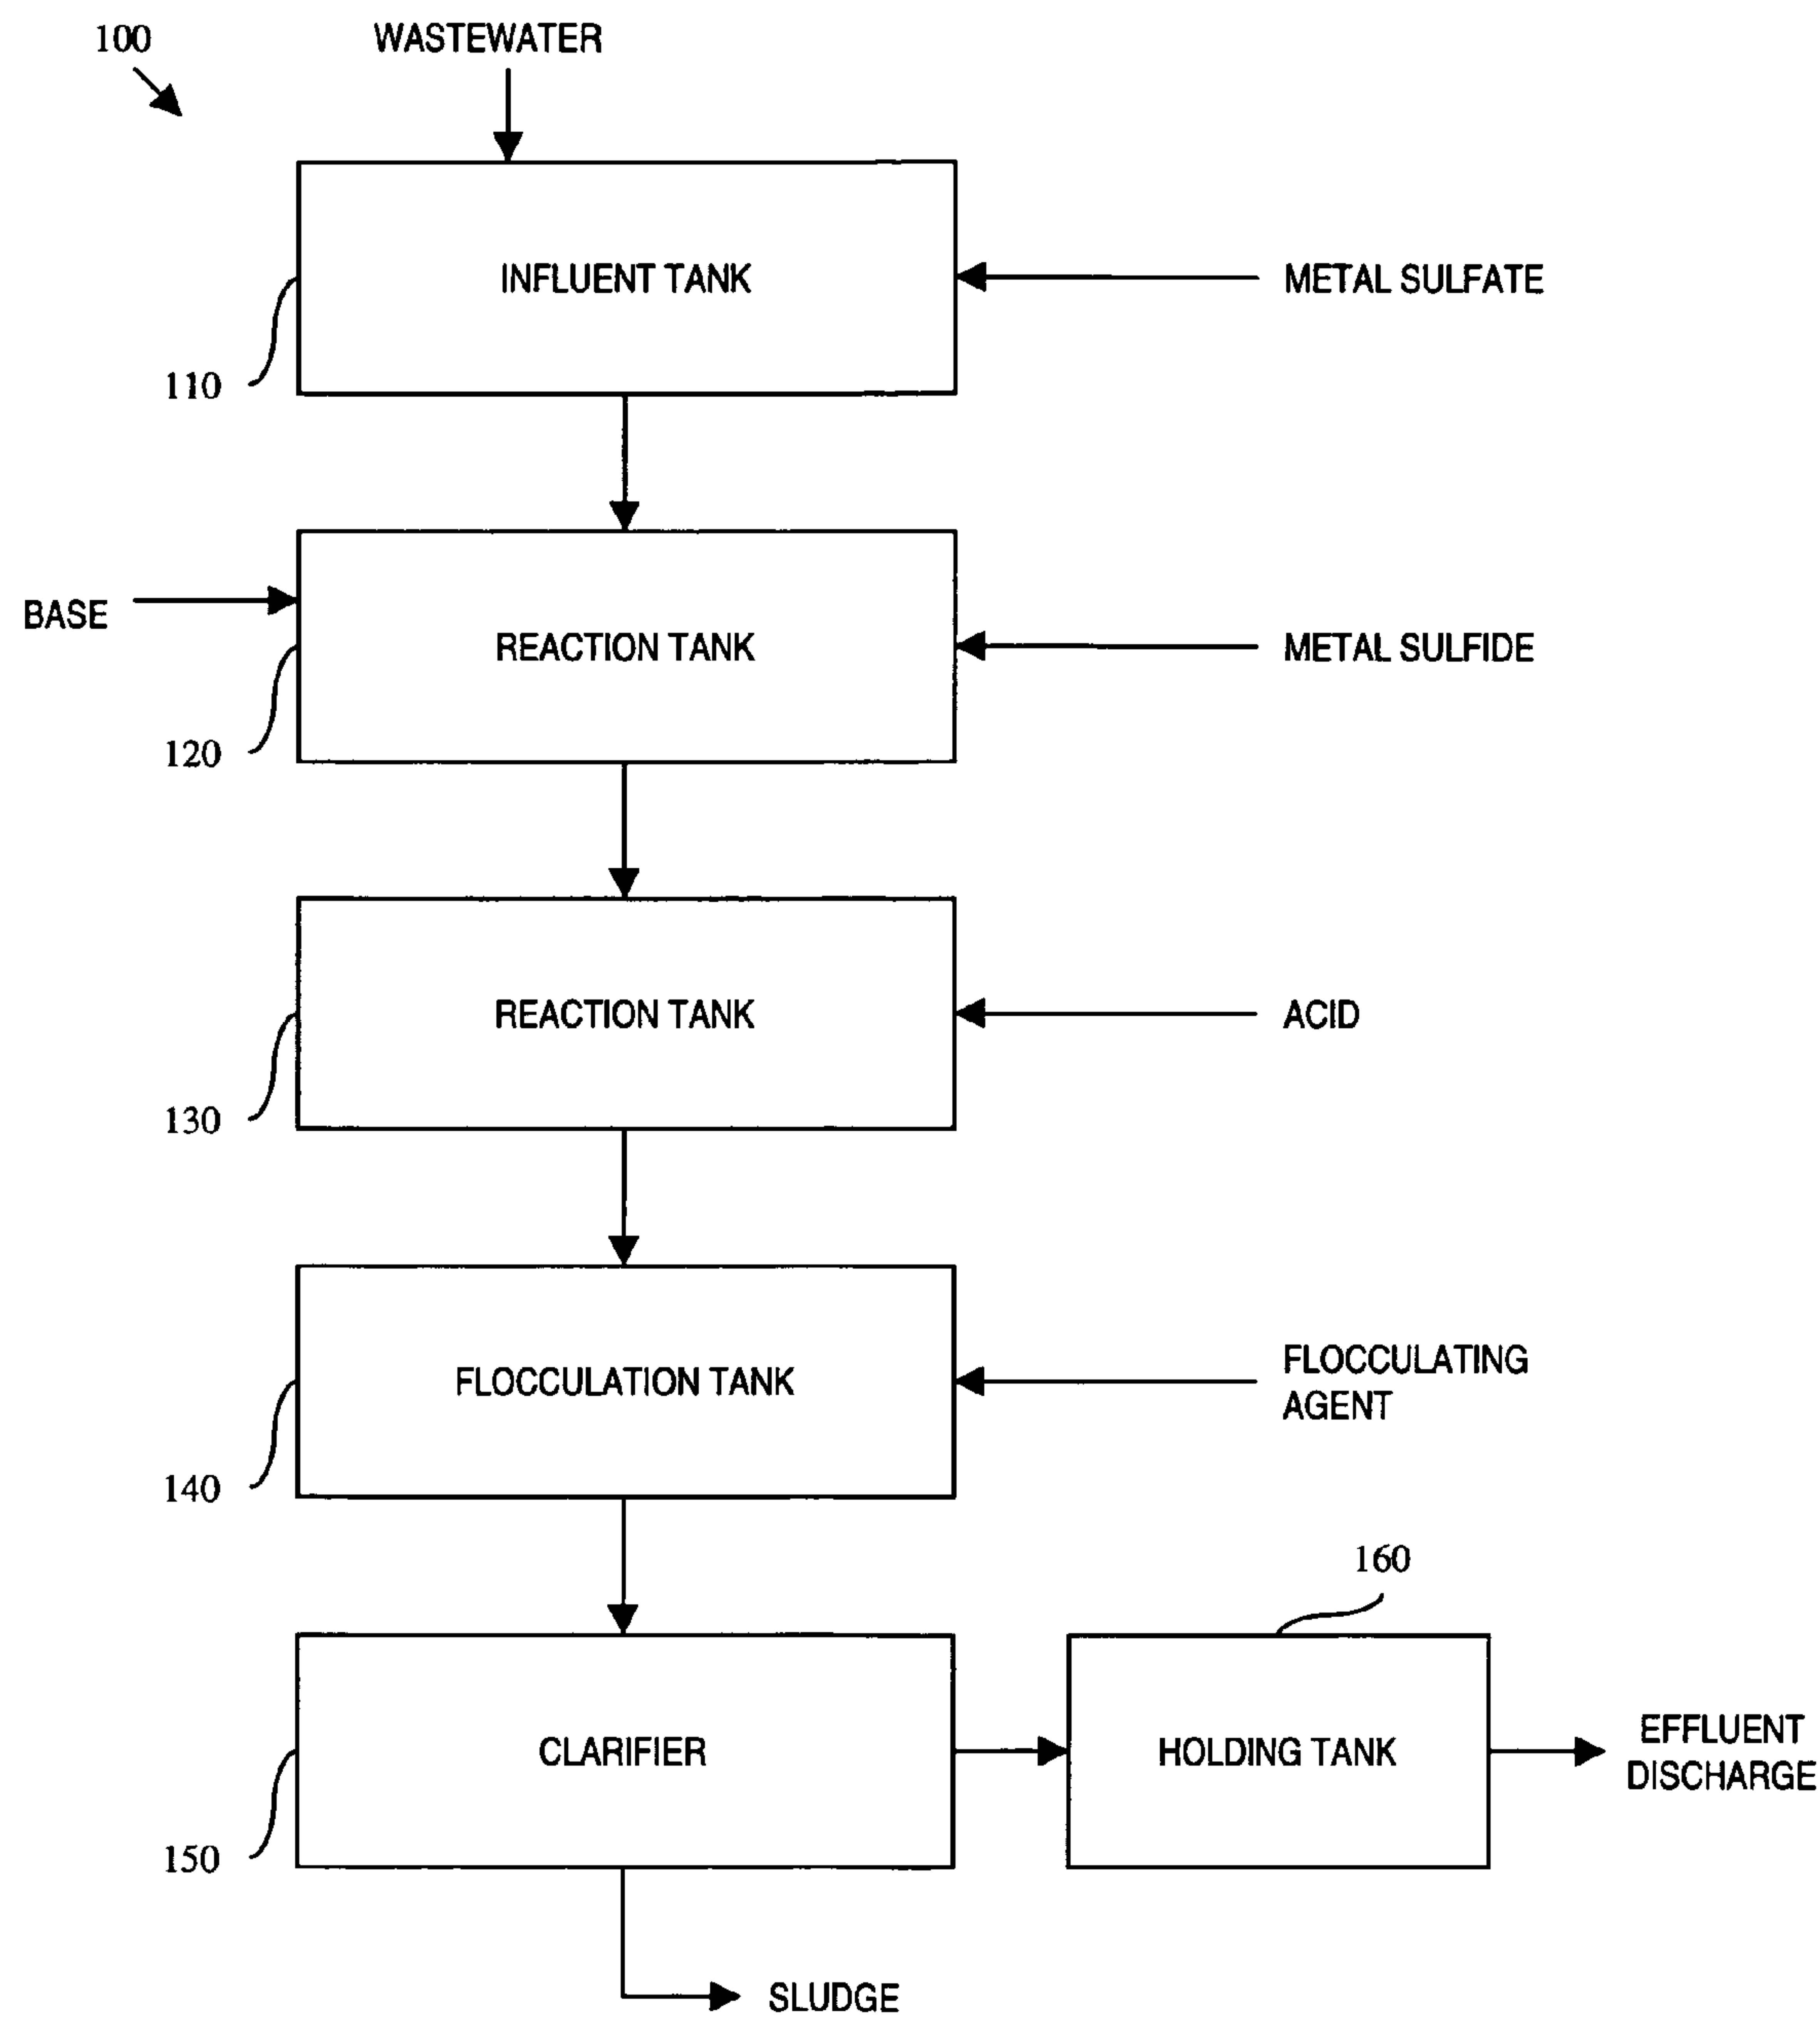 100
WASTEWATER
INFLUENT TANK
METAL SULFATE
110
BASE
REACTION TANK
METAL SULFIDE
120
REACTION TANK
ACID
130
FLOCCULATION TANK
FLOCCULATING
AGENT
140
160
CLARIFIER
HOLDING TANK
EFFLUENT
DISCHARGE
150
SLUDGE